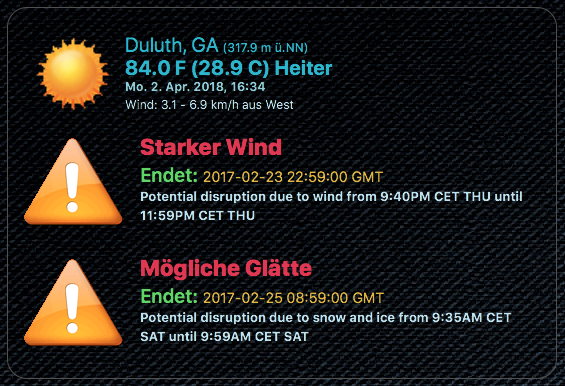 Duluth, GA (317.9 m ü.NN)
84.0 F (28.9 C) Heiter
Mo. 2. Apr. 2018, 16:34
Wind: 3.1 - 6.9 km/h aus West
Starker Wind
Endet: 2017-02-23 22:59:00 GMT
Potential disruption due to wind from 9:40PM CET THU until
11:59PM CET THU
Mögliche Glätte
Endet: 2017-02-25 08:59:00 GMT
Potential disruption due to snow and ice from 9:35AM CET
SAT until 9:59AM CET SAT